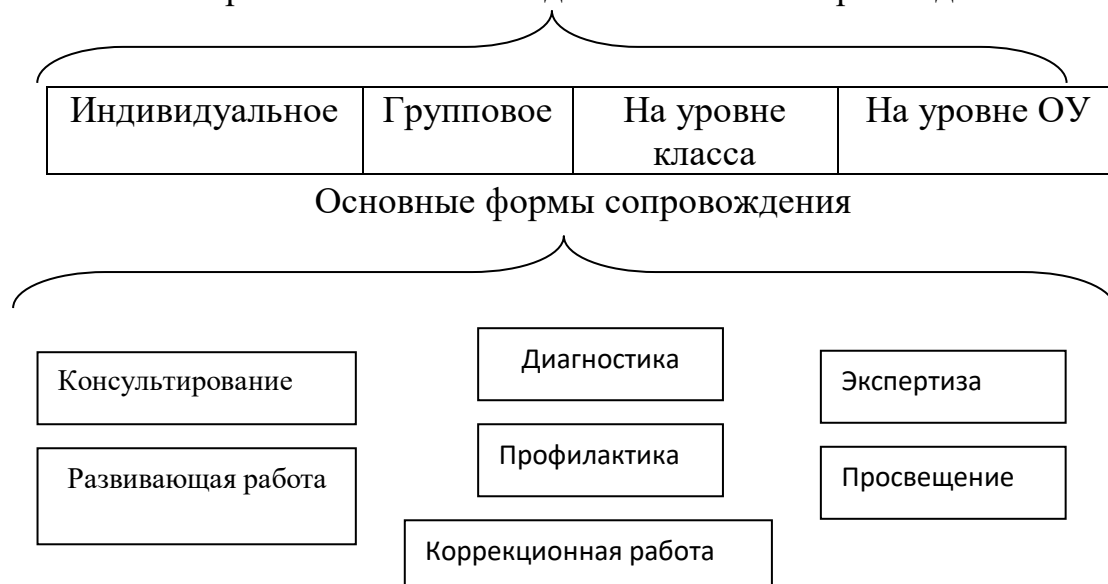 Индивидуальное
Групповое
На уровне
класса
На уровне ОУ
Основные формы сопровождения
Консультирование
Диагностика
Экспертиза
Развивающая работа
Профилактика
Просвещение
Коррекционная работа